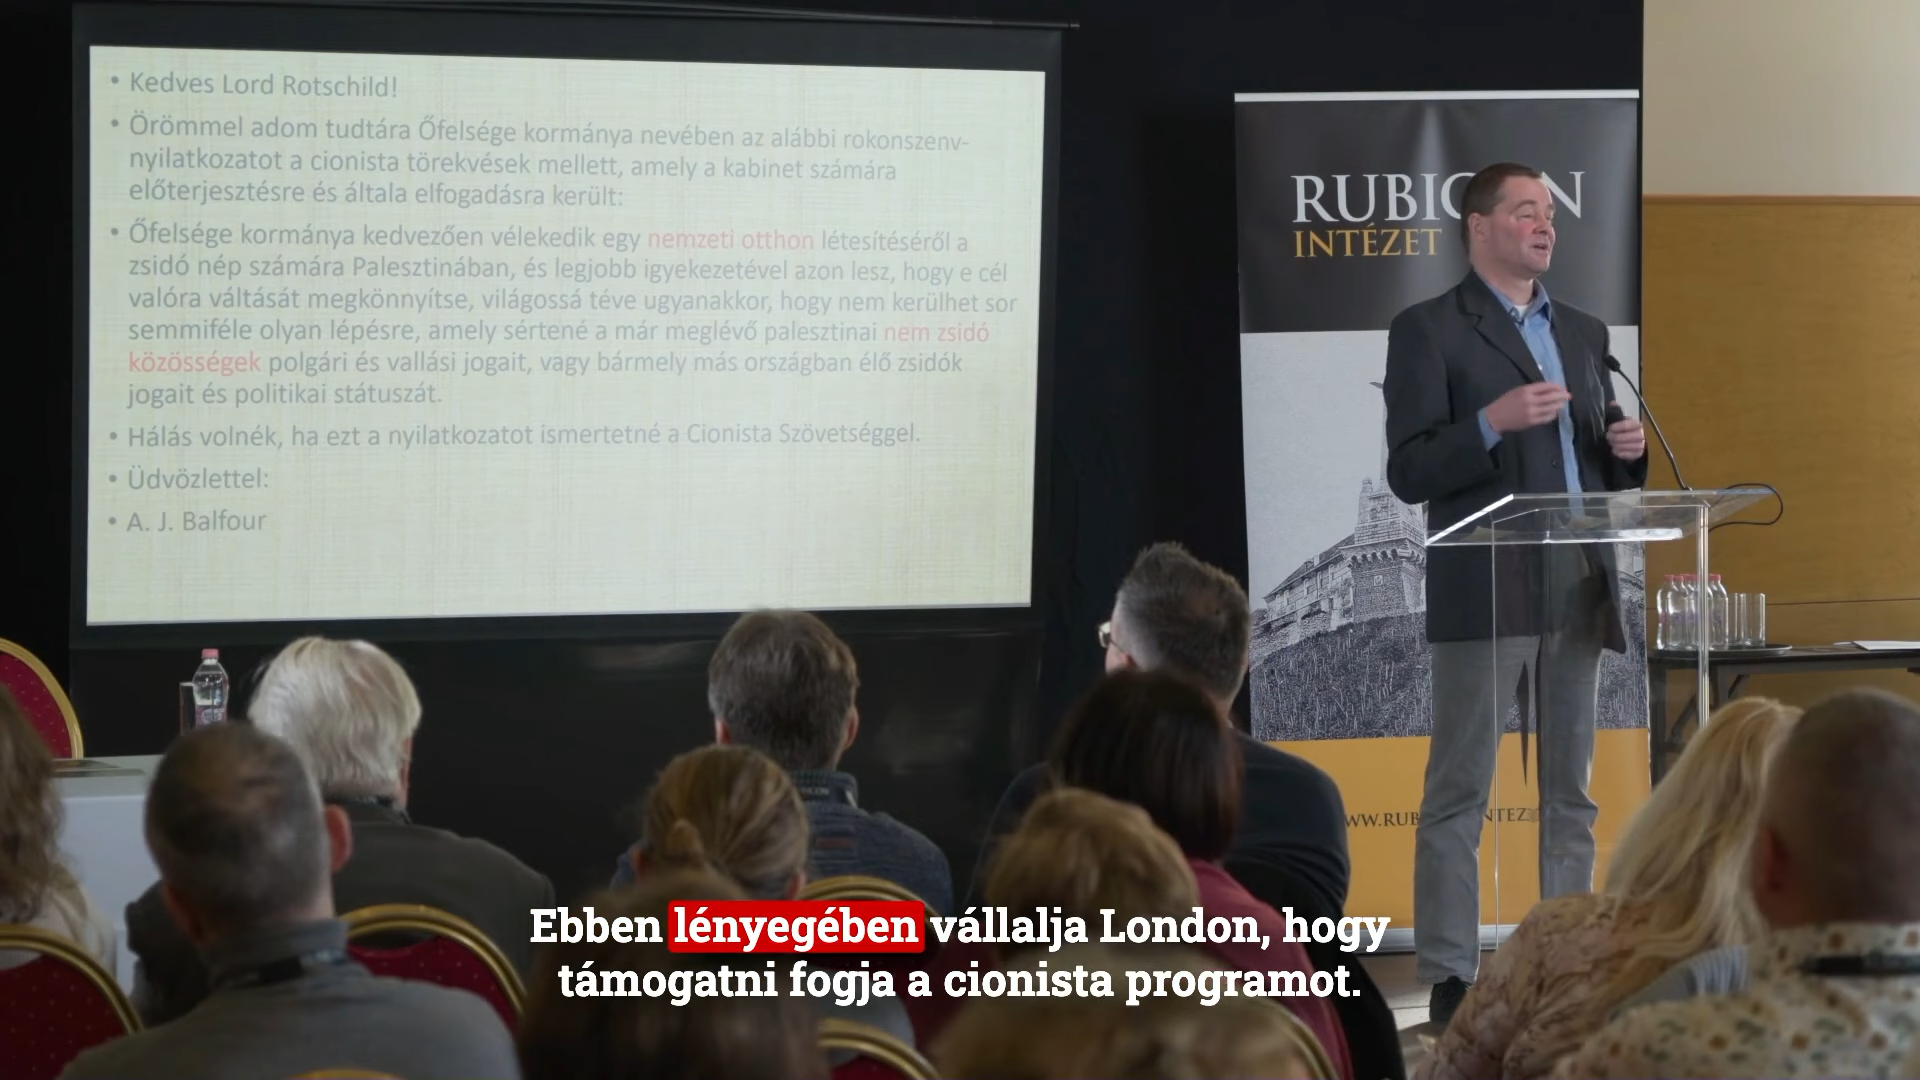 • Kedves Lord Rotschild!
• Örömmel adom tudtára Őfelsége kormánya nevében az alábbi rokonszenv-
nyilatkozatot a cionista törekvések mellett, amely a kabinet számára
előterjesztésre és általa elfogadásra került:
• Őfelsége kormánya kedvezően vélekedik egy nemzeti otthon létesítéséről a
zsidó nép számára Palesztinában, és legjobb igyekezetével azon lesz, hogy e cél
valóra váltását megkönnyítse, világossá téve ugyanakkor, hogy nem kerülhet sor
semmiféle olyan lépésre, amely sértené a már meglévő palesztinai nem zsidó
közösségek polgári és vallási jogait, vagy bármely más országban élő zsidók
jogait és politikai státuszát.
• Hálás volnék, ha ezt a nyilatkozatot ismertetné a Cionista Szövetséggel.
• Üdvözlettel:
• A. J. Balfour
RUBICON
INTÉZET
Ebben lényegében vállalja London, hogy
támogatni fogja a cionista programot.